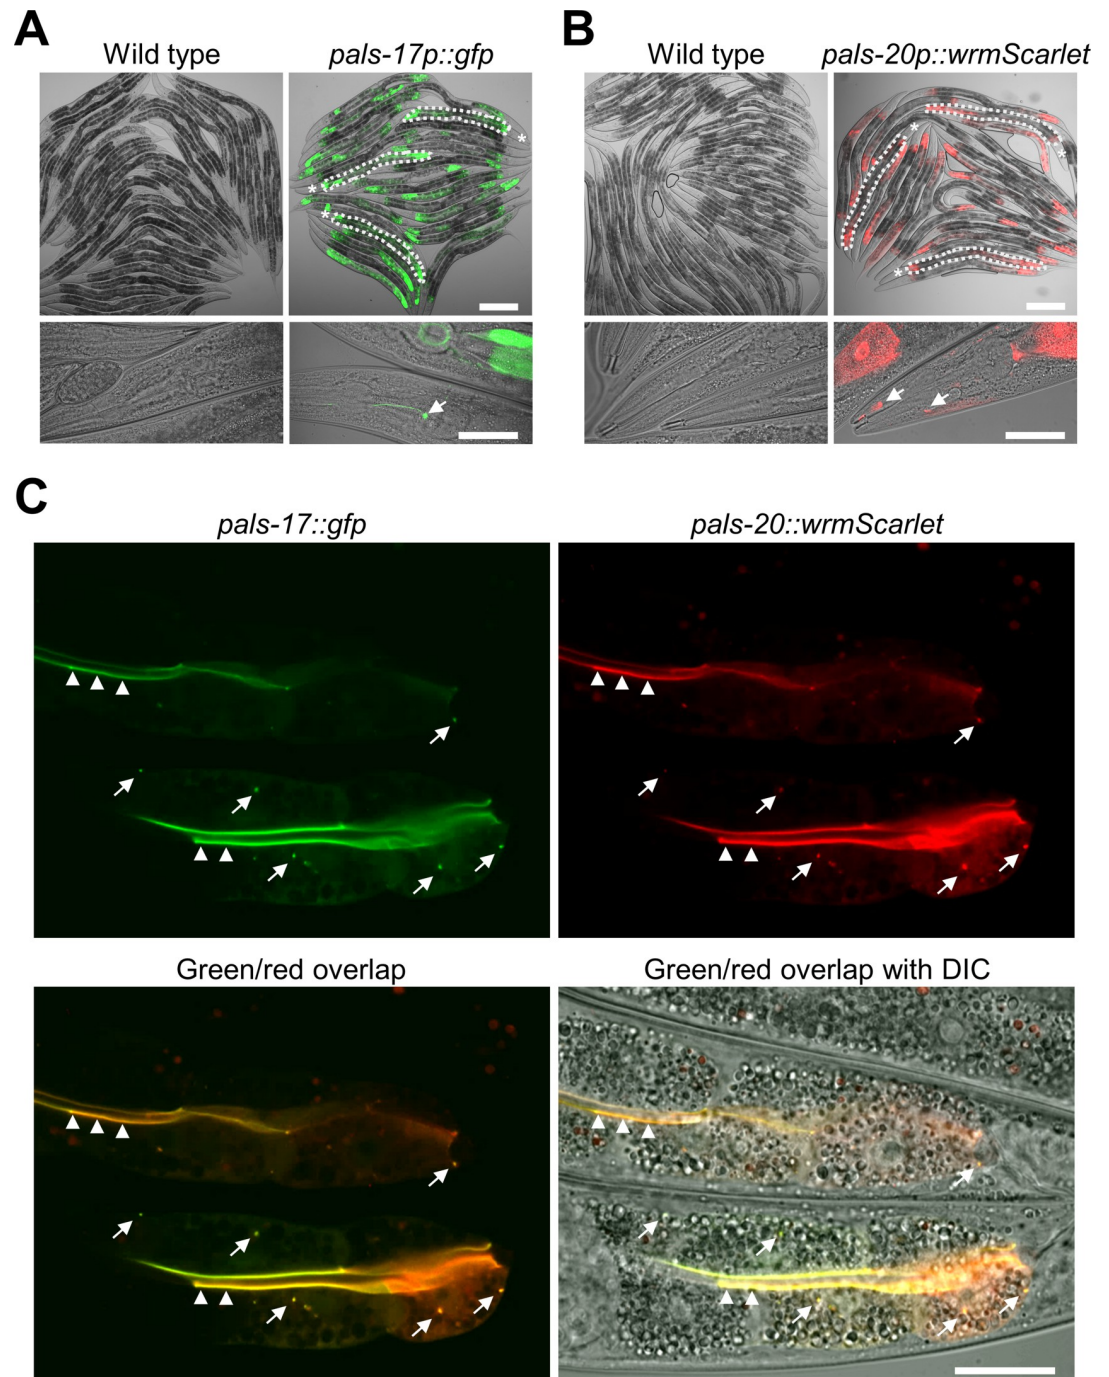 A
B
Wild type
pals-17p::gfp
Wild type
pals-20p::wrmScarlet
*
*
*
*
*
*
C
pals-17::gfp
pals-20::wrmScarlet
Green/red overlap
Green/red overlap with DIC